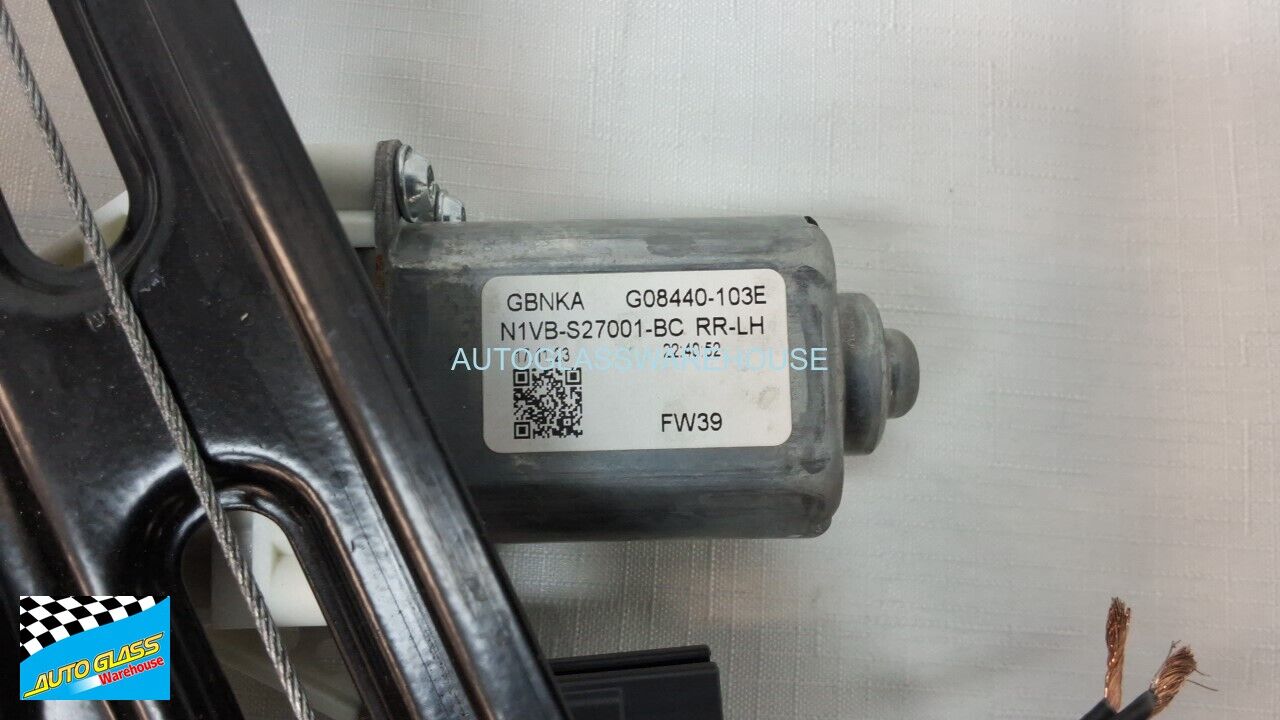 GBNKA G08440-103E
N1VB-S27001-BC RR-LH
22:40:52
AUTOGLASSWAREHOUSE
FW39
AUTO GLASS
Warehouse